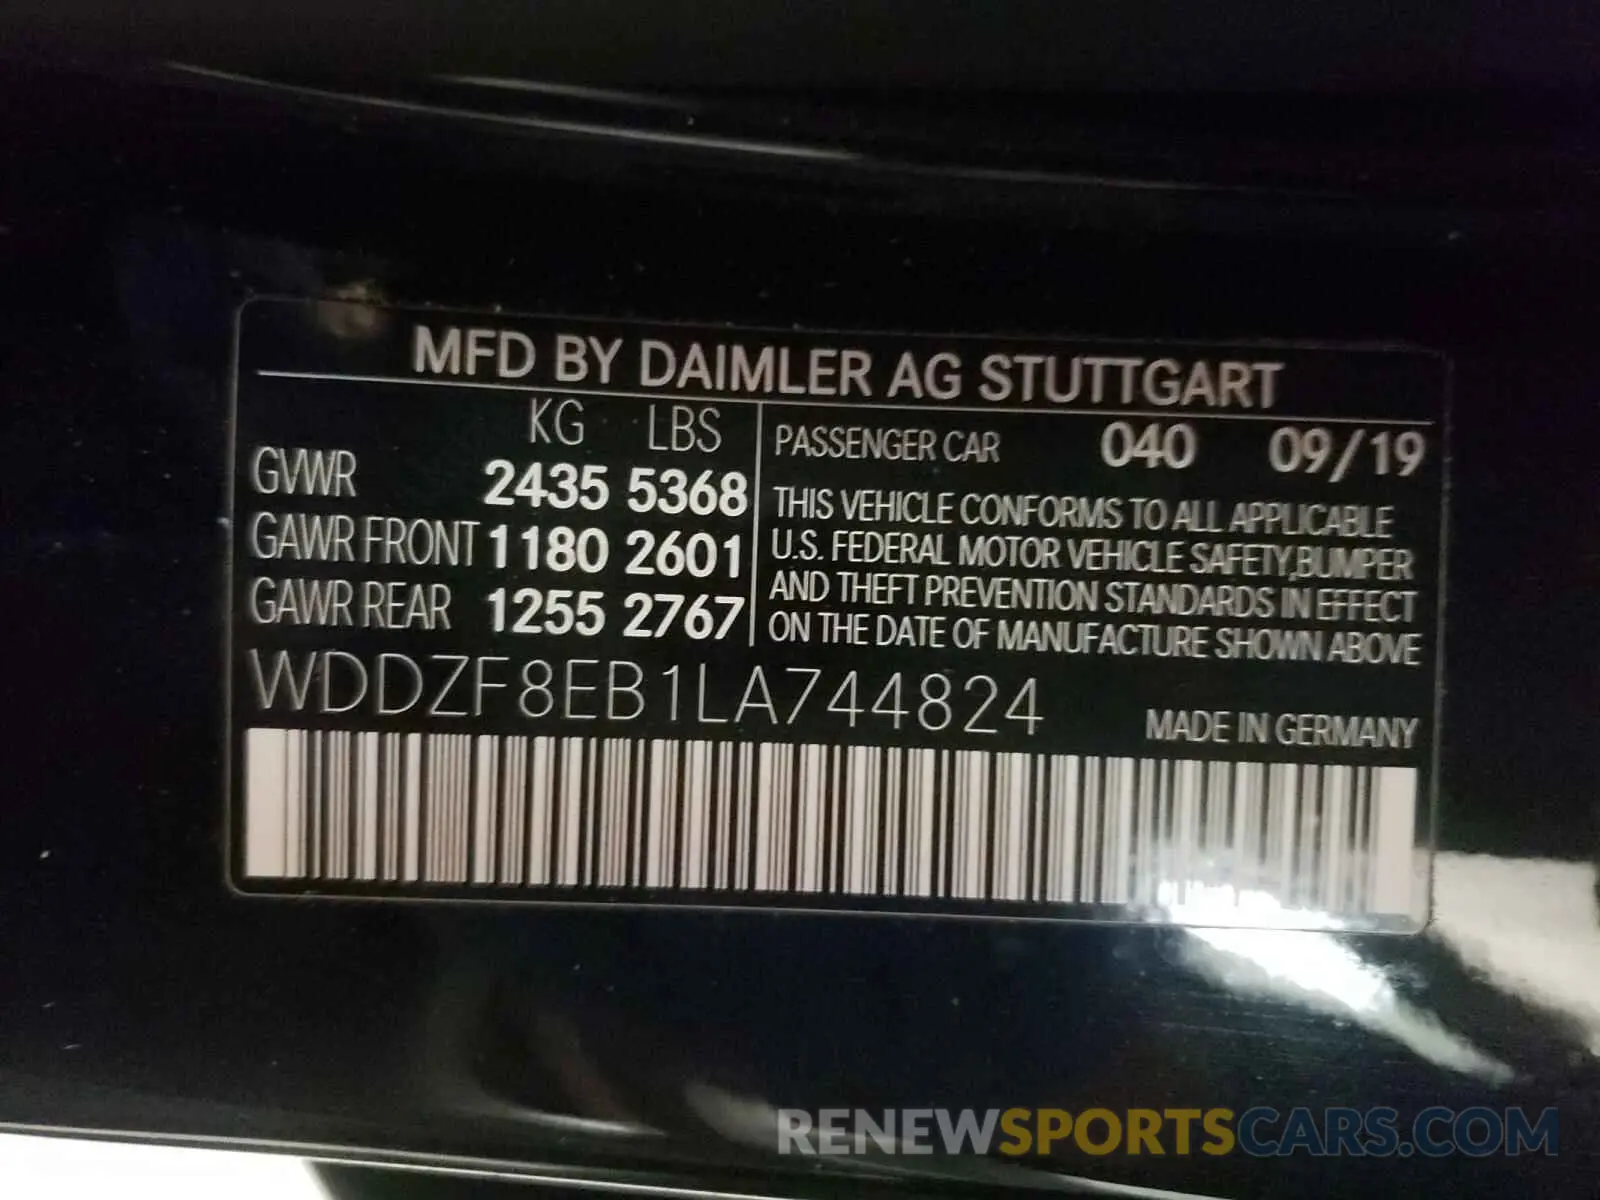 MFD BY DAIMLER AG STUTTGART
KG LBS
GVWR 2435 5368
GAWR FRONT 1180 2601
GAWR REAR 1255 2767
PASSENGER CAR 040 09/19
THIS VEHICLE CONFORMS TO ALL APPLICABLE
U.S. FEDERAL MOTOR VEHICLE SAFETY,BUMPER
AND THEFT PREVENTION STANDARDS IN EFFECT
ON THE DATE OF MANUFACTURE SHOWN ABOVE
WDDZF8EB1LA744824
MADE IN GERMANY
RENEWSPORTSCARS.COM